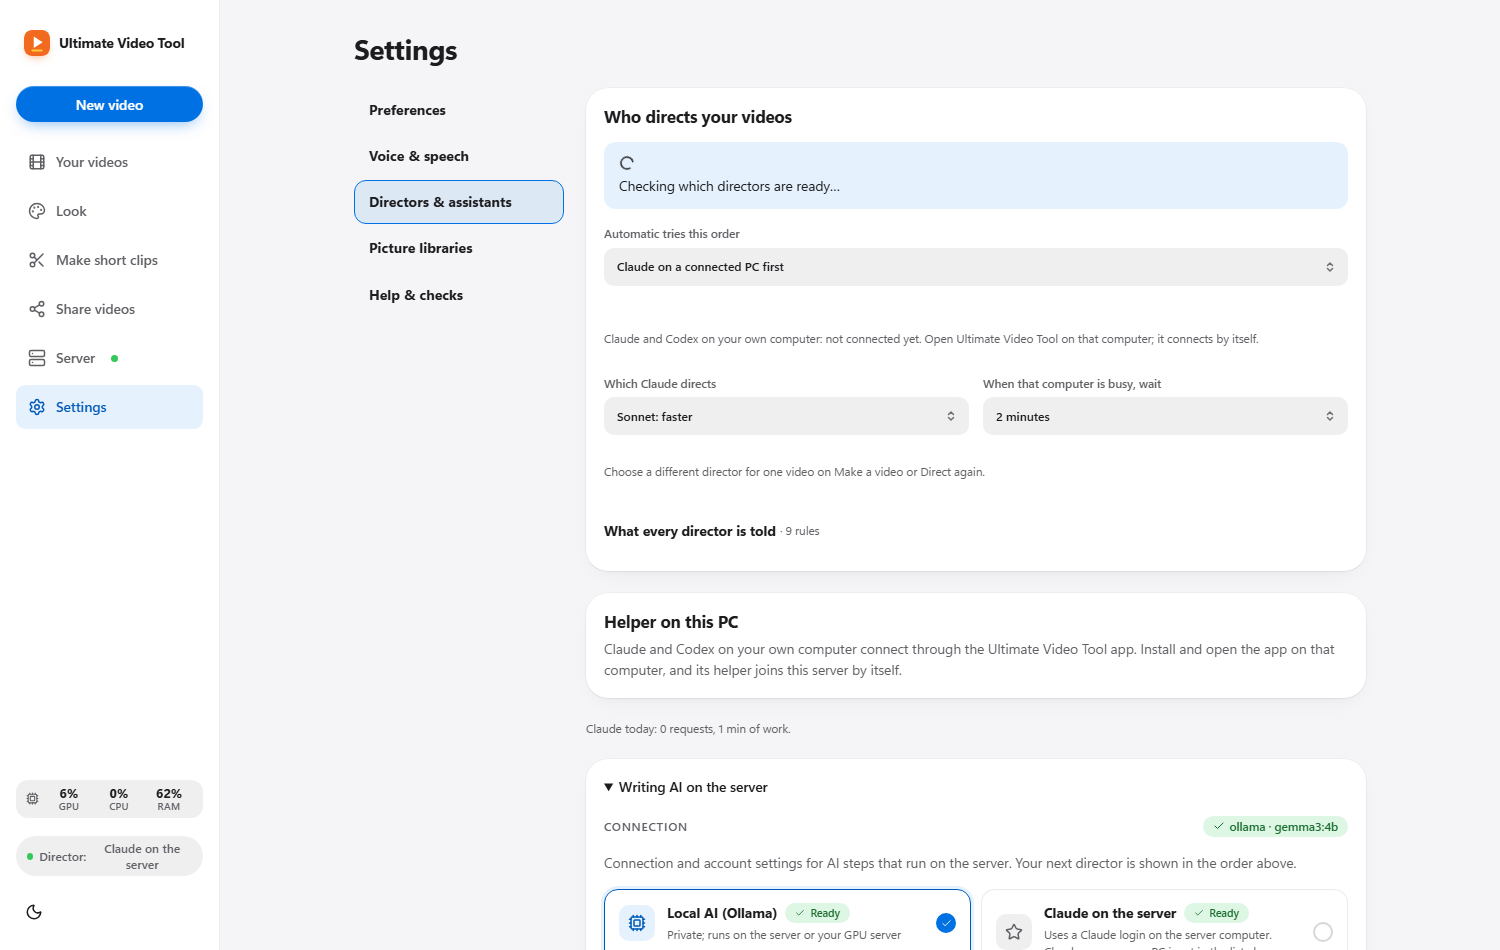 Ultimate Video Tool
New video
Your videos
Look
Make short clips
Share videos
Server
Settings
6%
GPU
0%
CPU
62%
RAM
Director:
Claude on the
server
Settings
Preferences
Voice & speech
Directors & assistants
Picture libraries
Help & checks
Who directs your videos
Checking which directors are ready...
Automatic tries this order
Claude on a connected PC first
Claude and Codex on your own computer: not connected yet. Open Ultimate Video Tool on that computer; it connects by itself.
Which Claude directs
Sonnet: faster
When that computer is busy, wait
2 minutes
Choose a different director for one video on Make a video or Direct again.
What every director is told · 9 rules
Helper on this PC
Claude and Codex on your own computer connect through the Ultimate Video Tool app. Install and open the app on that
computer, and its helper joins this server by itself.
Claude today: 0 requests, 1 min of work.
Writing AI on the server
CONNECTION
ollama · gemma3:4b
Connection and account settings for AI steps that run on the server. Your next director is shown in the order above.
Local AI (Ollama)
Ready
Private; runs on the server or your GPU server
Claude on the server
Ready
Uses a Claude login on the server computer.